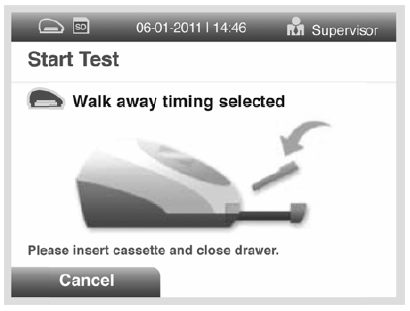 SD 06-01-2011 | 14:46 Supervisor
Start Test
Walk away timing selected
Please insert cassette and close drawer.
Cancel